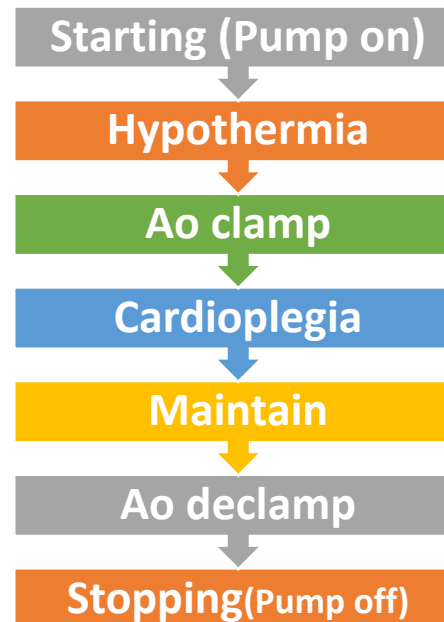 Starting (Pump on)
Hypothermia
Ao clamp
Cardioplegia
Maintain
Ao declamp
Stopping(Pump off)